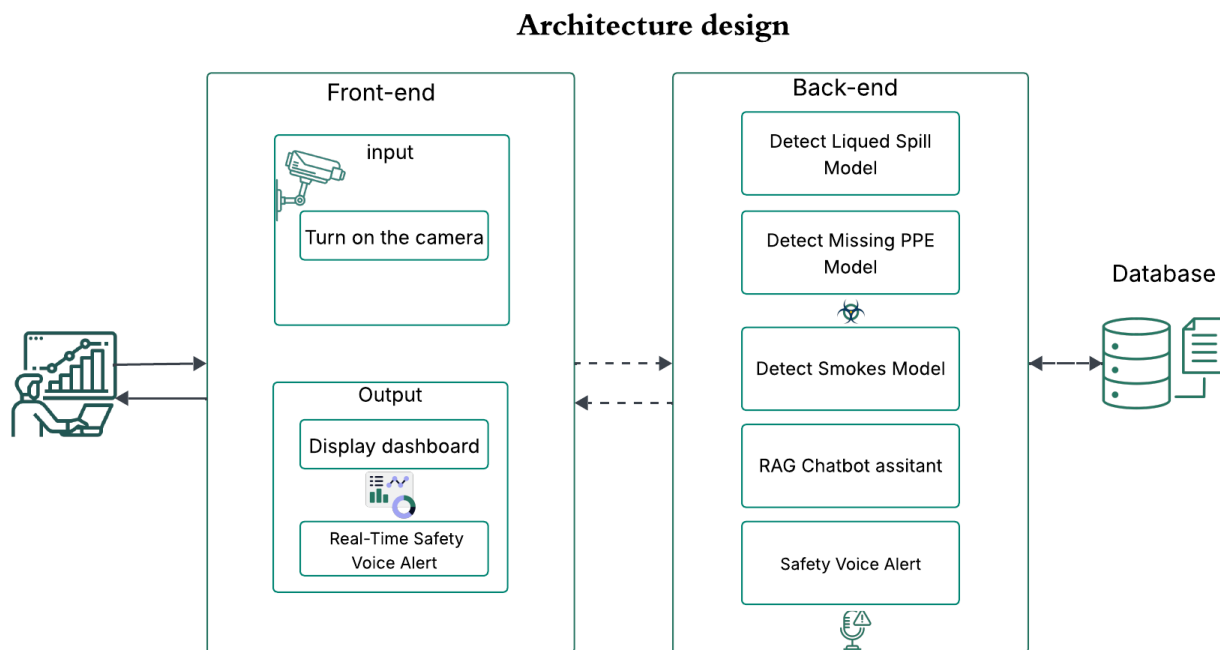 Architecture design
Front-end
input
Turn on the camera
Output
Display dashboard
Real-Time Safety
Voice Alert
Back-end
Detect Liqued Spill
Model
Detect Missing PPE
Model
Detect Smokes Model
RAG Chatbot assitant
Safety Voice Alert
Database